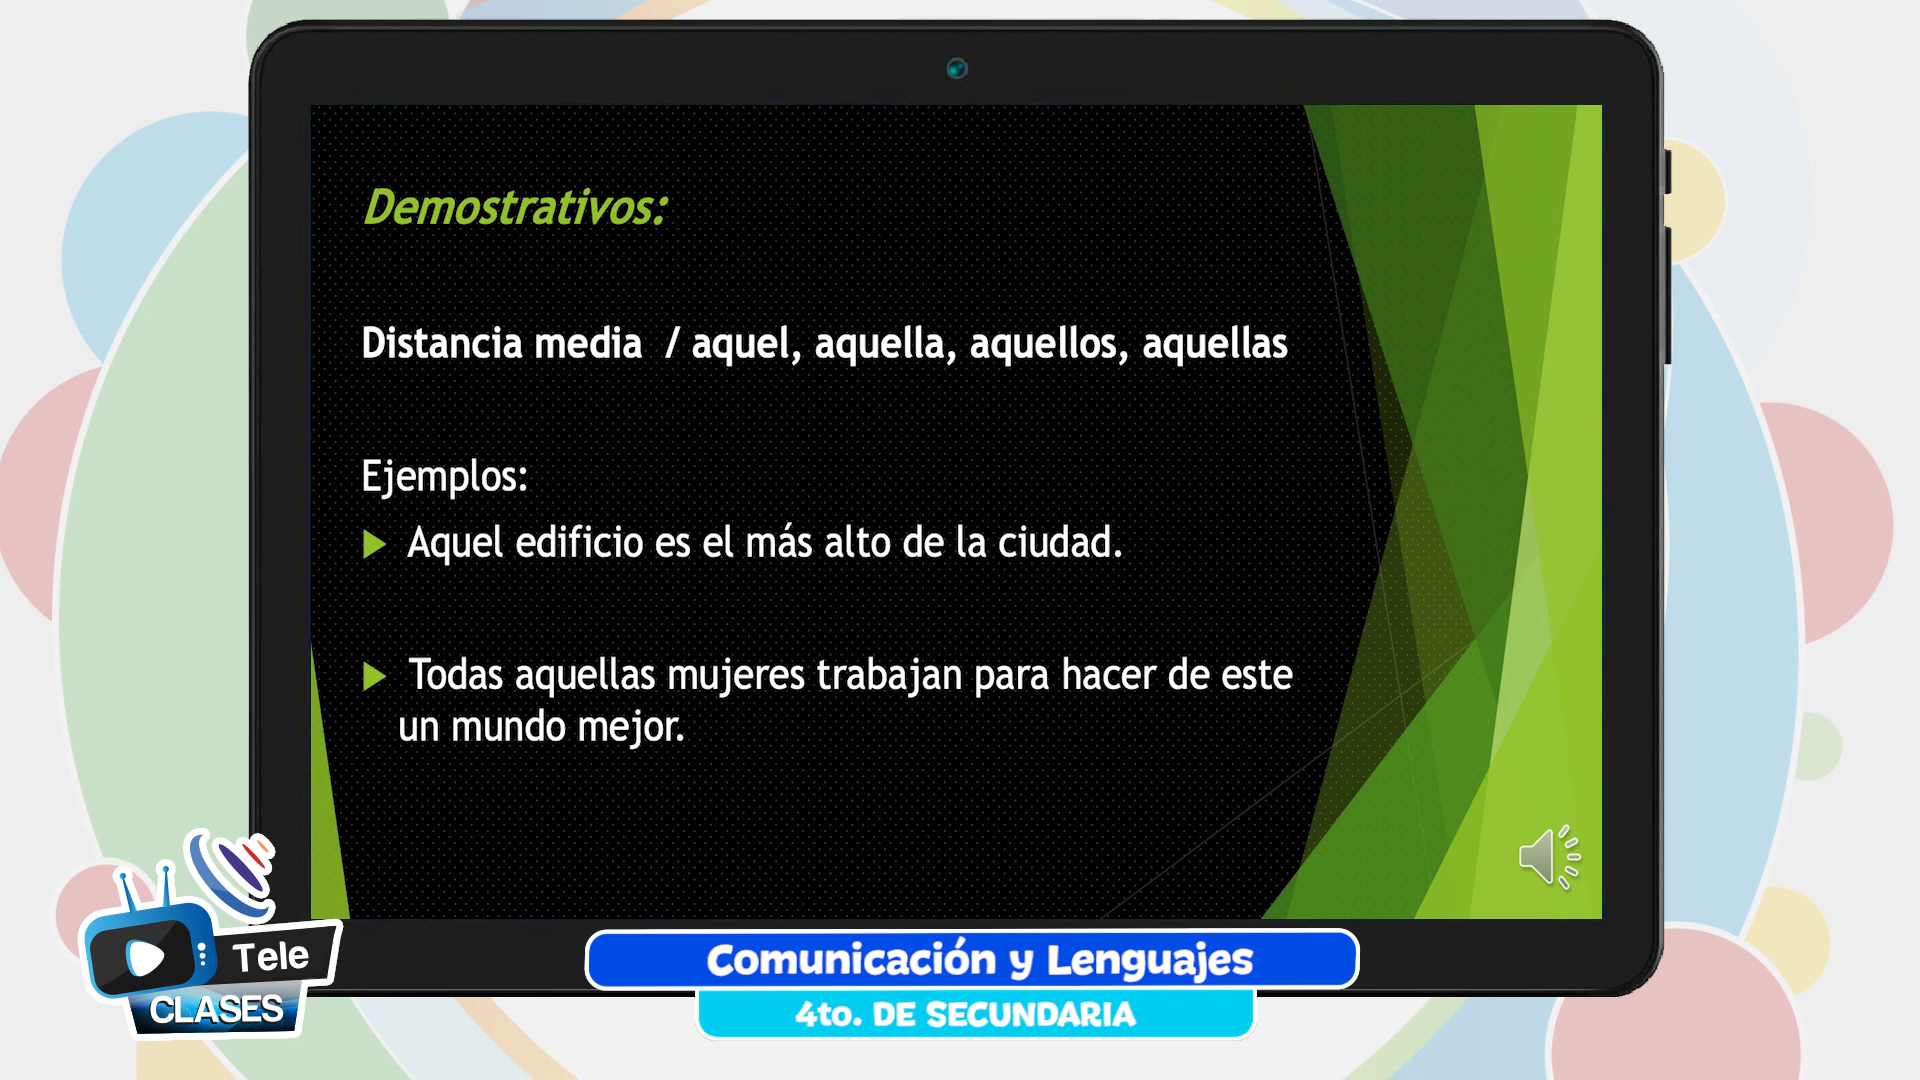 Demostrativos:
Distancia media / aquel, aquella, aquellos, aquellas
Ejemplos:
Aquel edificio es el más alto de la ciudad.
Todas aquellas mujeres trabajan para hacer de este
un mundo mejor.
Tele
CLASES
Comunicación y Lenguajes
4to. DE SECUNDARIA